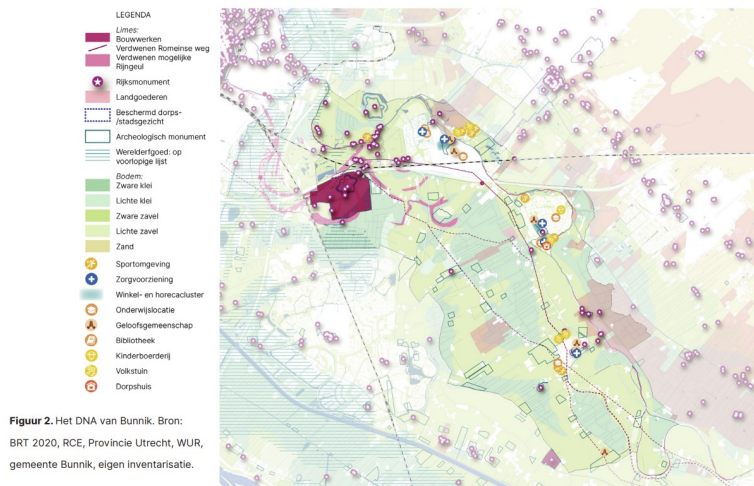 LEGENDA
Limes:
Bouwwerken
Verdwenen Romeinse weg
Verdwenen mogelijke
Rijngeul
Rijksmonument
Landgoederen
Beschermd dorps-
/stadsgezicht
Archeologisch monument
Werelderfgoed: op
voorlopige lijst
Bodem:
Zware klei
Lichte klei
Zware zavel
Lichte zavel
Zand
Sportomgeving
Zorgvoorziening
Winkel- en horecacluster
Onderwijslocatie
Geloofsgemeenschap
Bibliotheek
Kinderboerderij
Volkstuin
Dorpshuis
Figuur 2. Het DNA van Bunnik. Bron:
BRT 2020, RCE, Provincie Utrecht, WUR,
gemeente Bunnik, eigen inventarisatie.